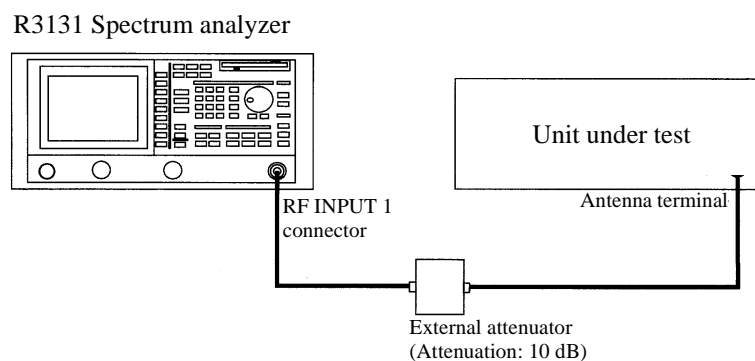 R3131 Spectrum analyzer
Unit under test
RF INPUT 1
connector
Antenna terminal
External attenuator
(Attenuation: 10 dB)